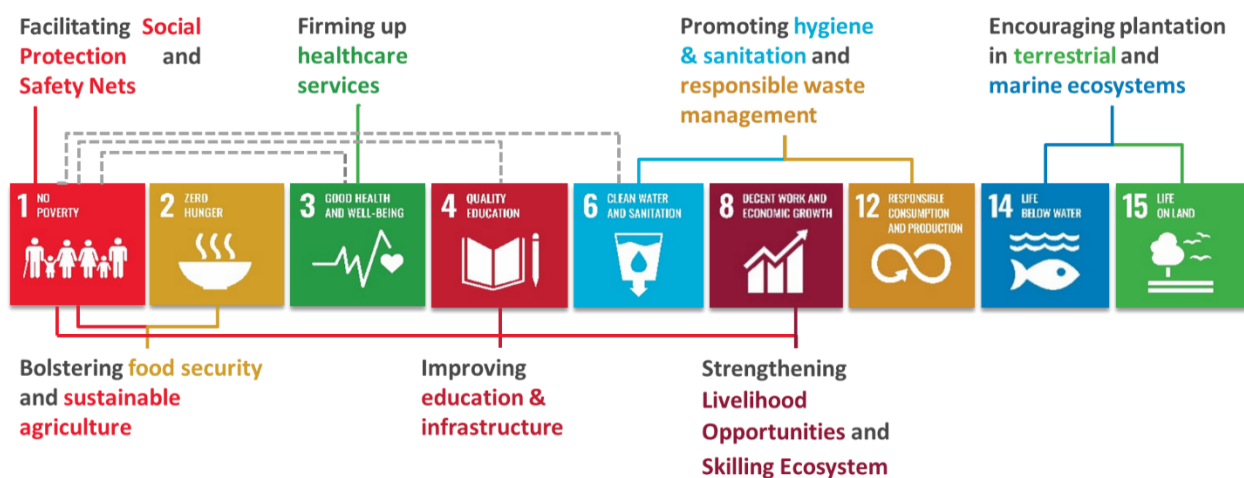 Facilitating Social
Protection and
Safety Nets
Firming up
healthcare
services
Promoting hygiene
& sanitation and
responsible waste
management
Encouraging plantation
in terrestrial and
marine ecosystems
1 NO
POVERTY
2 ZERO
HUNGER
3 GOOD HEALTH
AND WELL-BEING
4 QUALITY
EDUCATION
6 CLEAN WATER
AND SANITATION
8 DECENT WORK AND
ECONOMIC GROWTH
12 RESPONSIBLE
CONSUMPTION
AND PRODUCTION
14 LIFE
BELOW WATER
15 LIFE
ON LAND
Bolstering food security
and sustainable
agriculture
Improving
education &
infrastructure
Strengthening
Livelihood
Opportunities and
Skilling Ecosystem